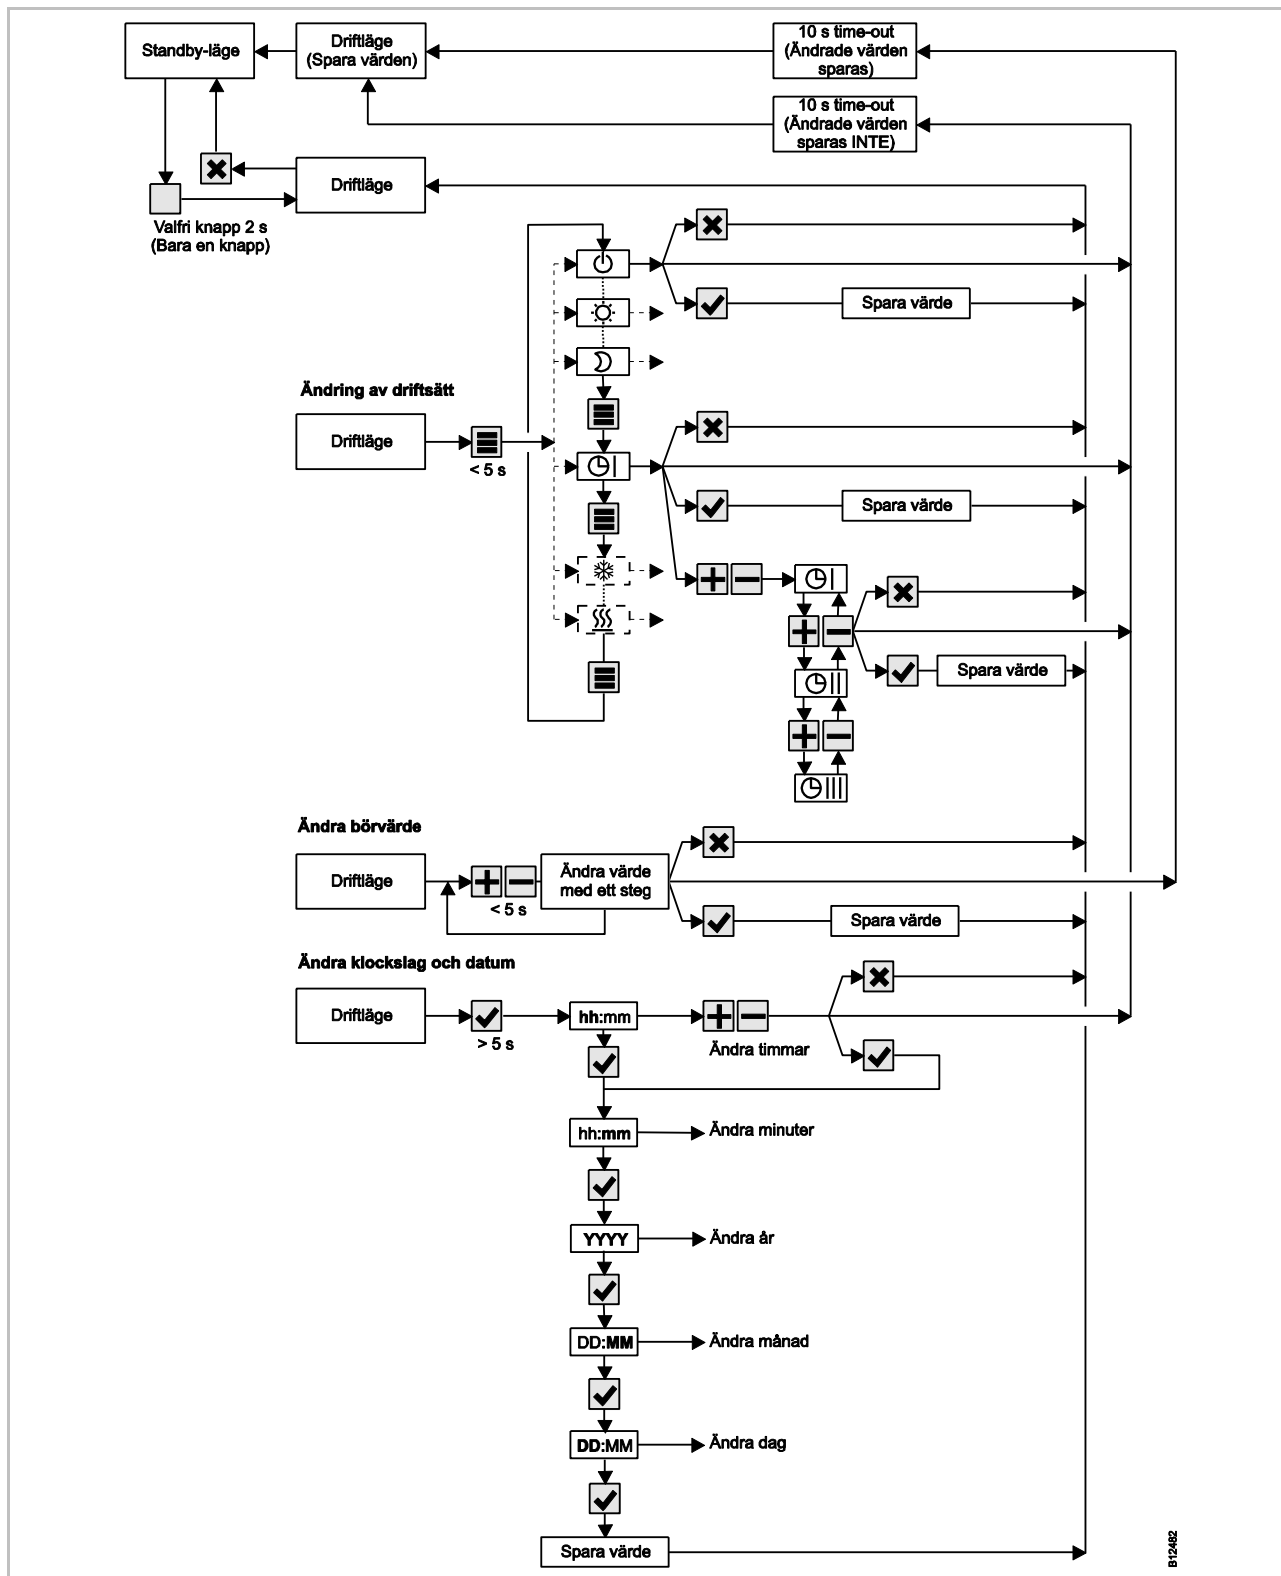 Standby-läge
Driftläge
(Spara värden)
10 s time-out
(Ändrade värden
sparas)
10 s time-out
(Ändrade värden
sparas INTE)
Driftläge
Valfri knapp 2 s
(Bara en knapp)
Spara värde
Ändring av driftsätt
Driftläge
< 5 s
Spara värde
Spara värde
Ändra börvärde
Driftläge
< 5 s
Ändra värde
med ett steg
Spara värde
Ändra klockslag och datum
Driftläge
> 5 s
hh:mm
Ändra timmar
hh:mm
Ändra minuter
YYYY
Ändra år
DD:MM
Ändra månad
DD:MM
Ändra dag
Spara värde
B12482